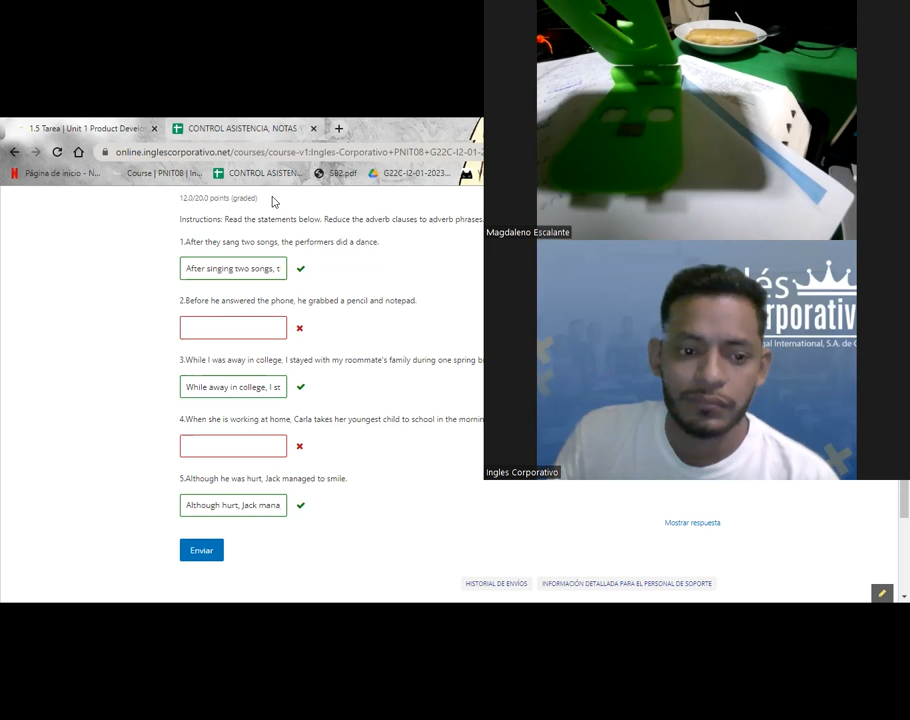 1.5 Tarea | Unit 1 Product Develo
CONTROL ASISTENCIA, NOTAS
online.inglescorporativo.net/courses/course-v1:Ingles-Corporativo+PNIT08+G22C-I2-01-2
Página de inicio - N...
Course | PNIT08 | In...
CONTROL ASISTEN...
SB2.pdf
G22C-I2-01-2023...
12.0/20.0 points (graded)
Instructions: Read the statements below. Reduce the adverb clauses to adverb phrases.
1.After they sang two songs, the performers did a dance.
After singing two songs, t
2.Before he answered the phone, he grabbed a pencil and notepad.
3.While I was away in college, I stayed with my roommate's family during one spring b
While away in college, I st
4.When she is working at home, Carla takes her youngest child to school in the mornin
5.Although he was hurt, Jack managed to smile.
Although hurt, Jack mana
Mostrar respuesta
Enviar
HISTORIAL DE ENVÍOS
INFORMACIÓN DETALLADA PARA EL PERSONAL DE SOPORTE
Magdaleno Escalante
és
rporativ
gal International, S.A. de C
Ingles Corporativo